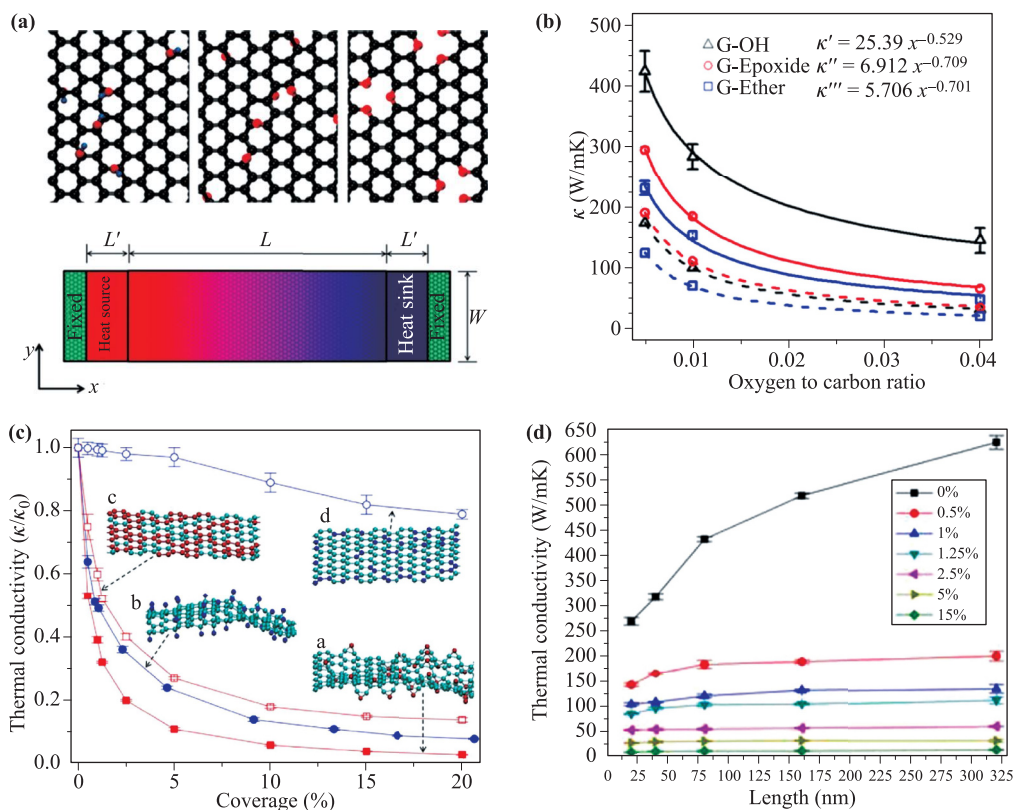 (a)
L′
L
L′
Fixed
Heat source
Heat sink
Fixed
W
y
x
(b)
500
400
300
200
100
0
κ (W/mK)
G-OH κ′ = 25.39 x⁻⁰·⁵²⁹
G-Epoxide κ″ = 6.912 x⁻⁰·⁷⁰⁹
G-Ether κ‴ = 5.706 x⁻⁰·⁷⁰¹
0.01 0.02 0.03 0.04
Oxygen to carbon ratio
(c)
1.0
0.8
0.6
0.4
0.2
0.0
Thermal conductivity (κ/κ₀)
c
d
b
a
0 5 10 15 20
Coverage (%)
(d)
650
600
550
500
450
400
350
300
250
200
150
100
50
0
Thermal conductivity (W/mK)
0%
0.5%
1%
1.25%
2.5%
5%
15%
0 25 50 75 100 125 150 175 200 225 250 275 300 325
Length (nm)